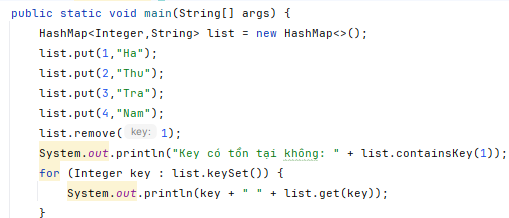 public static void main(String[] args) {
HashMap<Integer,String> list = new HashMap<>();
list.put(1,"Ha");
list.put(2,"Thu");
list.put(3,"Tra");
list.put(4,"Nam");
list.remove( key: 1);
System.out.println("Key có tồn tại không: " + list.containsKey(1));
for (Integer key : list.keySet()) {
System.out.println(key + " " + list.get(key));
}